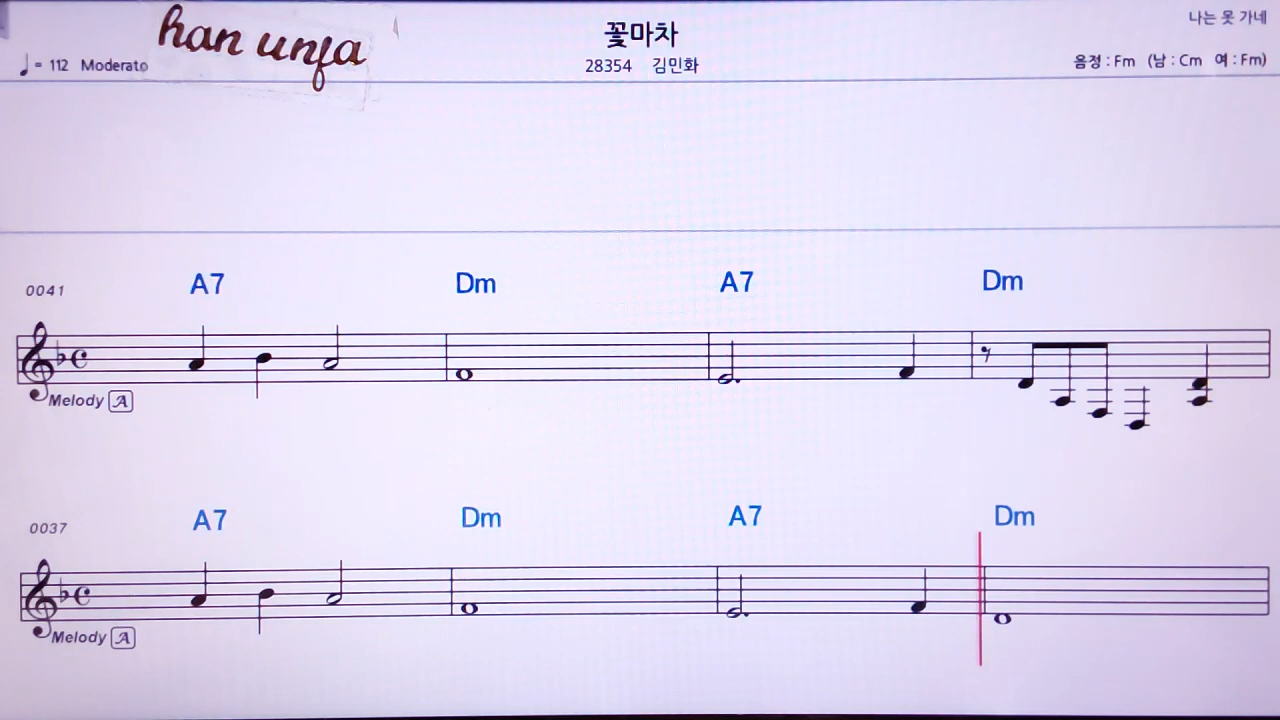 han unja
꽃마차
나는 못 가네
♩= 112 Moderato
28354 김민화
음정 : Fm (남 : Cm 여 : Fm)
A7 Dm A7 Dm
0041
Melody A
A7 Dm A7 Dm
0037
Melody A